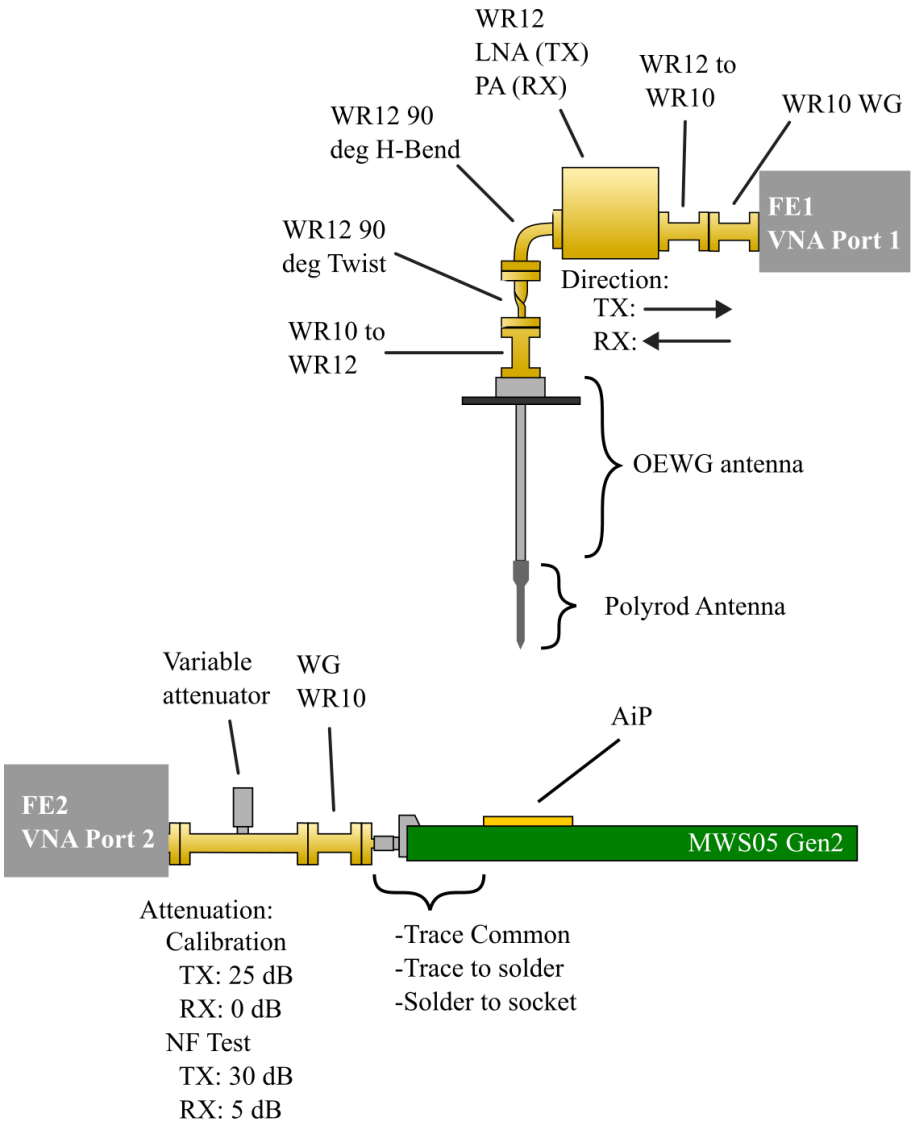 WR12
LNA (TX)
PA (RX)
WR12 to
WR10
WR10 WG
WR12 90
deg H-Bend
FE1
VNA Port 1
WR12 90
deg Twist
Direction:
TX:
RX:
WR10 to
WR12
OEWG antenna
Polyrod Antenna
Variable
attenuator
WG
WR10
AiP
FE2
VNA Port 2
MWS05 Gen2
Attenuation:
Calibration
TX: 25 dB
RX: 0 dB
NF Test
TX: 30 dB
RX: 5 dB
-Trace Common
-Trace to solder
-Solder to socket